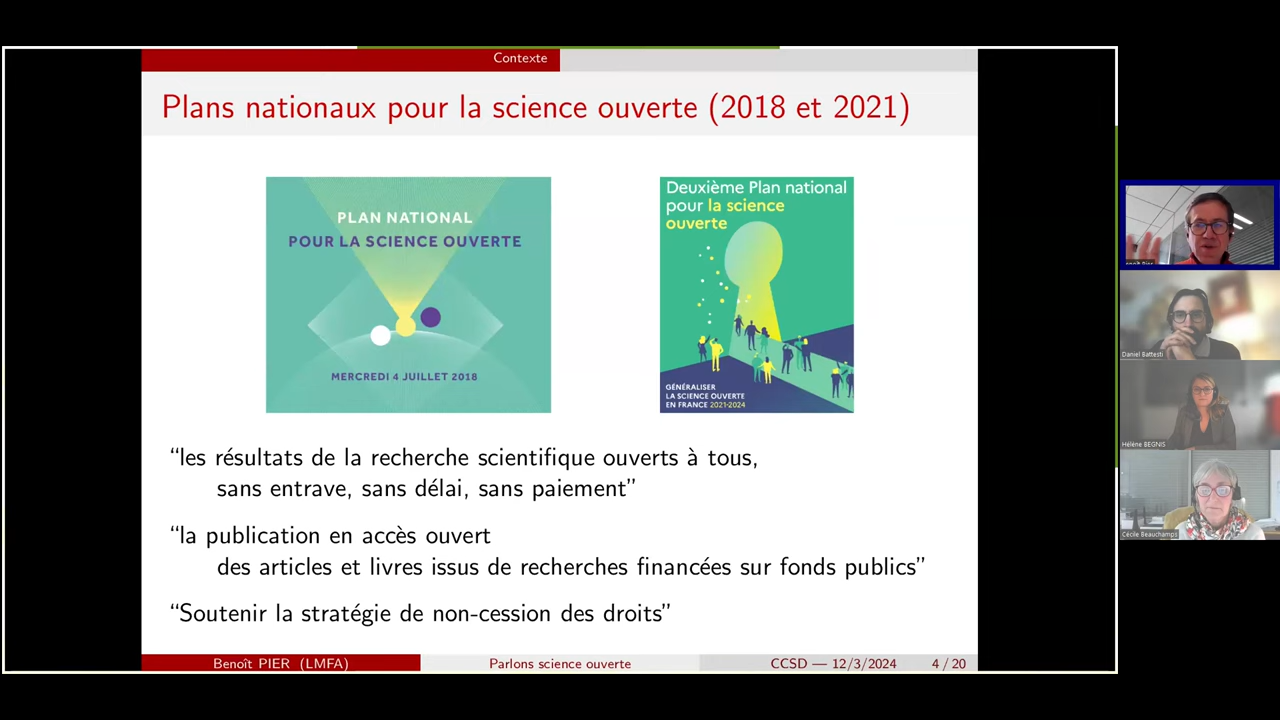 Contexte
Plans nationaux pour la science ouverte (2018 et 2021)
PLAN NATIONAL
POUR LA SCIENCE OUVERTE
MERCREDI 4 JUILLET 2018
Deuxième Plan national
pour la science
ouverte
GÉNÉRALISER
LA SCIENCE OUVERTE
EN FRANCE 2021-2024
“les résultats de la recherche scientifique ouverts à tous,
sans entrave, sans délai, sans paiement”
“la publication en accès ouvert
des articles et livres issus de recherches financées sur fonds publics”
“Soutenir la stratégie de non-cession des droits”
Benoît PIER (LMFA) Parlons science ouverte CCSD — 12/3/2024 4 / 20
Daniel Battesti
Hélène BEGNIS
Cécile Beauchamps